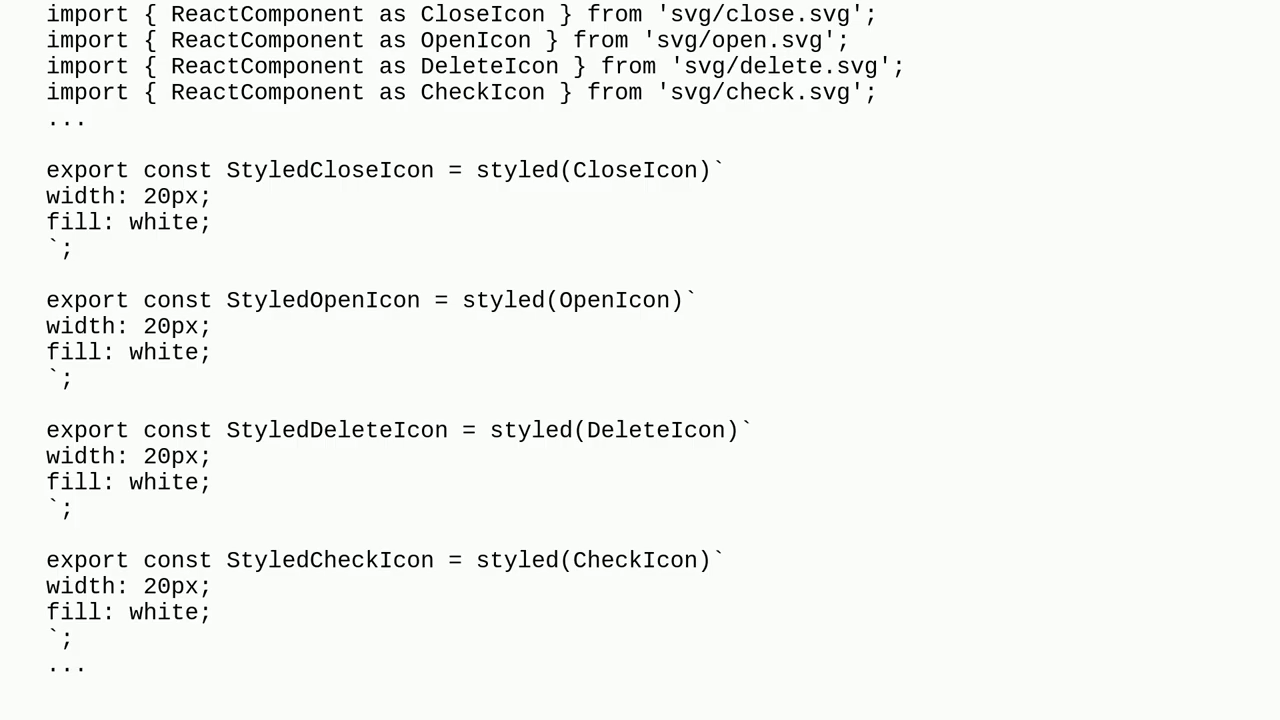 import { ReactComponent as CloseIcon } from 'svg/close.svg';
import { ReactComponent as OpenIcon } from 'svg/open.svg';
import { ReactComponent as DeleteIcon } from 'svg/delete.svg';
import { ReactComponent as CheckIcon } from 'svg/check.svg';
...
export const StyledCloseIcon = styled(CloseIcon)`
width: 20px;
fill: white;
`;
export const StyledOpenIcon = styled(OpenIcon)`
width: 20px;
fill: white;
`;
export const StyledDeleteIcon = styled(DeleteIcon)`
width: 20px;
fill: white;
`;
export const StyledCheckIcon = styled(CheckIcon)`
width: 20px;
fill: white;
`;
...